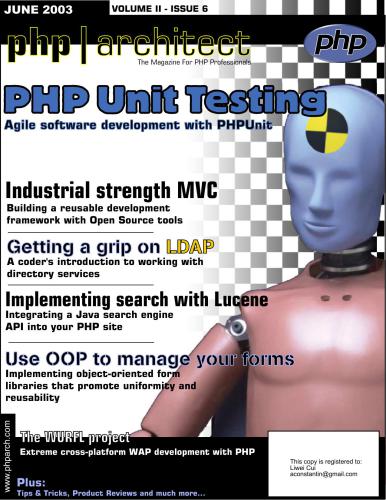 JUNE 2003
VOLUME II - ISSUE 6
php|architect
The Magazine For PHP Professionals
php
PHP Unit Testing
Agile software development with PHPUnit
Industrial strength MVC
Building a reusable development
framework with Open Source tools
Getting a grip on LDAP
A coder's introduction to working with
directory services
Implementing search with Lucene
Integrating a Java search engine
API into your PHP site
Use OOP to manage your forms
Implementing object-oriented form
libraries that promote uniformity and
reusability
The WURFL project
Extreme cross-platform WAP development with PHP
www.phparch.com
Plus:
Tips & Tricks, Product Reviews and much more...
This copy is registered to:
Liwei Cui
aconstantin@gmail.com